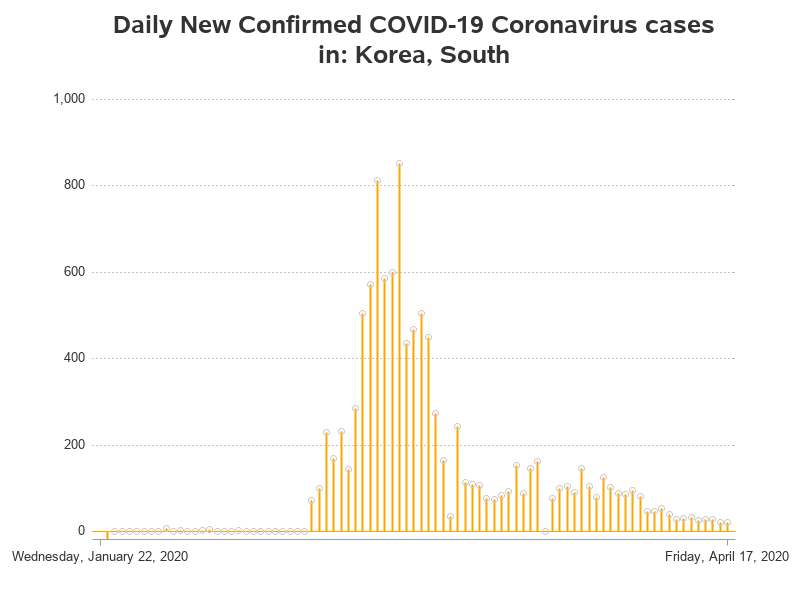 Daily New Confirmed COVID-19 Coronavirus cases
in: Korea, South
1,000
800
600
400
200
0
Wednesday, January 22, 2020
Friday, April 17, 2020